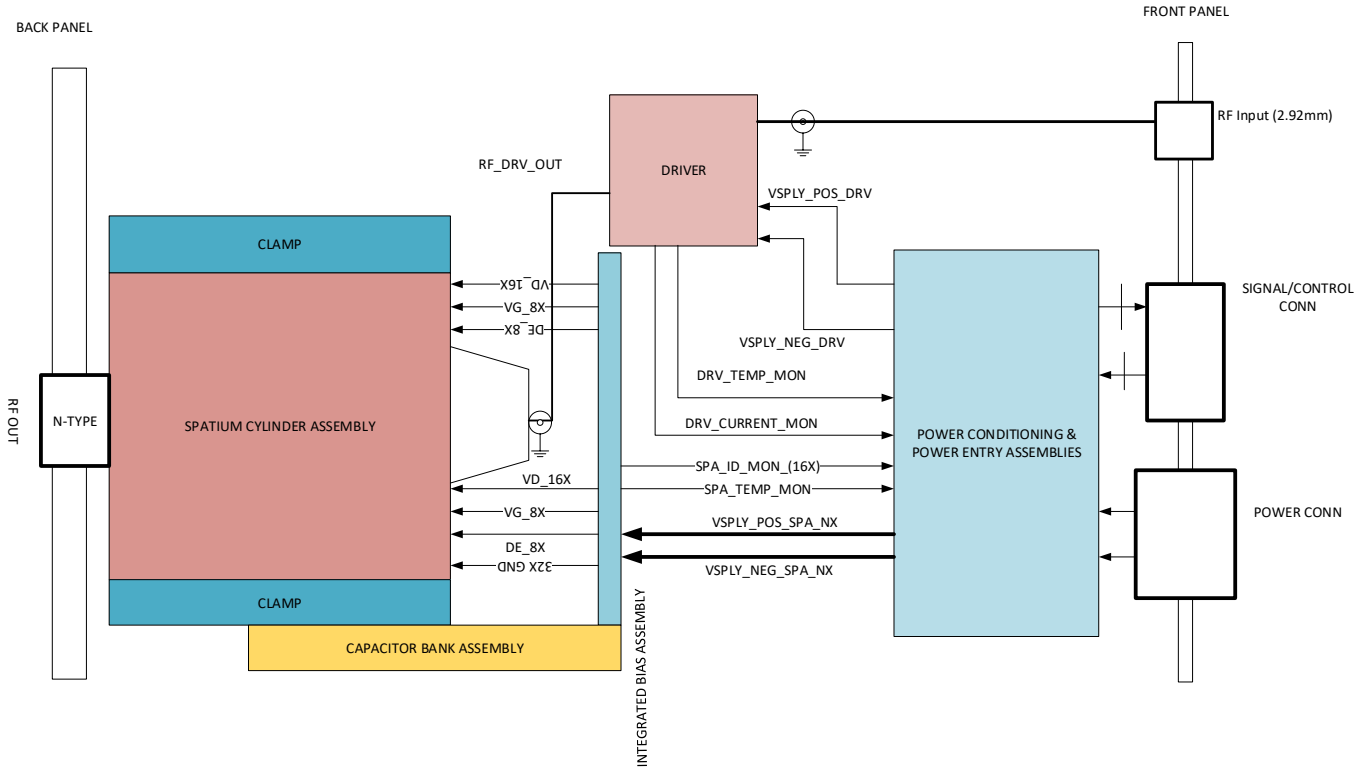 FRONT PANEL
BACK PANEL
RF Input (2.92mm)
RF_DRV_OUT
DRIVER
VSPLY_POS_DRV
CLAMP
VD_16X
VG_8X
DE_8X
SIGNAL/CONTROL
CONN
VSPLY_NEG_DRV
DRV_TEMP_MON
RF OUT
N-TYPE
SPATIUM CYLINDER ASSEMBLY
DRV_CURRENT_MON
POWER CONDITIONING &
POWER ENTRY ASSEMBLIES
SPA_ID_MON_(16X)
VD_16X
SPA_TEMP_MON
VG_8X
VSPLY_POS_SPA_NX
POWER CONN
DE_8X
32X GND
VSPLY_NEG_SPA_NX
CLAMP
CAPACITOR BANK ASSEMBLY
INTEGRATED BIAS ASSEMBLY